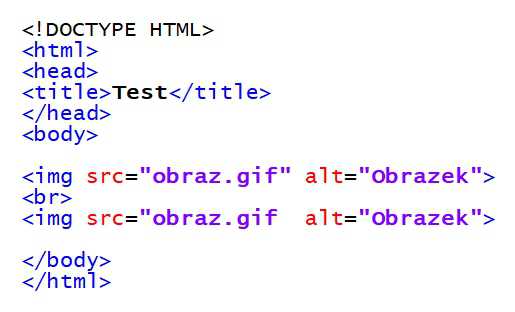 <!DOCTYPE HTML>
<html>
<head>
<title>Test</title>
</head>
<body>
<img src="obraz.gif" alt="Obrazek">
<br>
<img src="obraz.gif  alt="Obrazek">
</body>
</html>